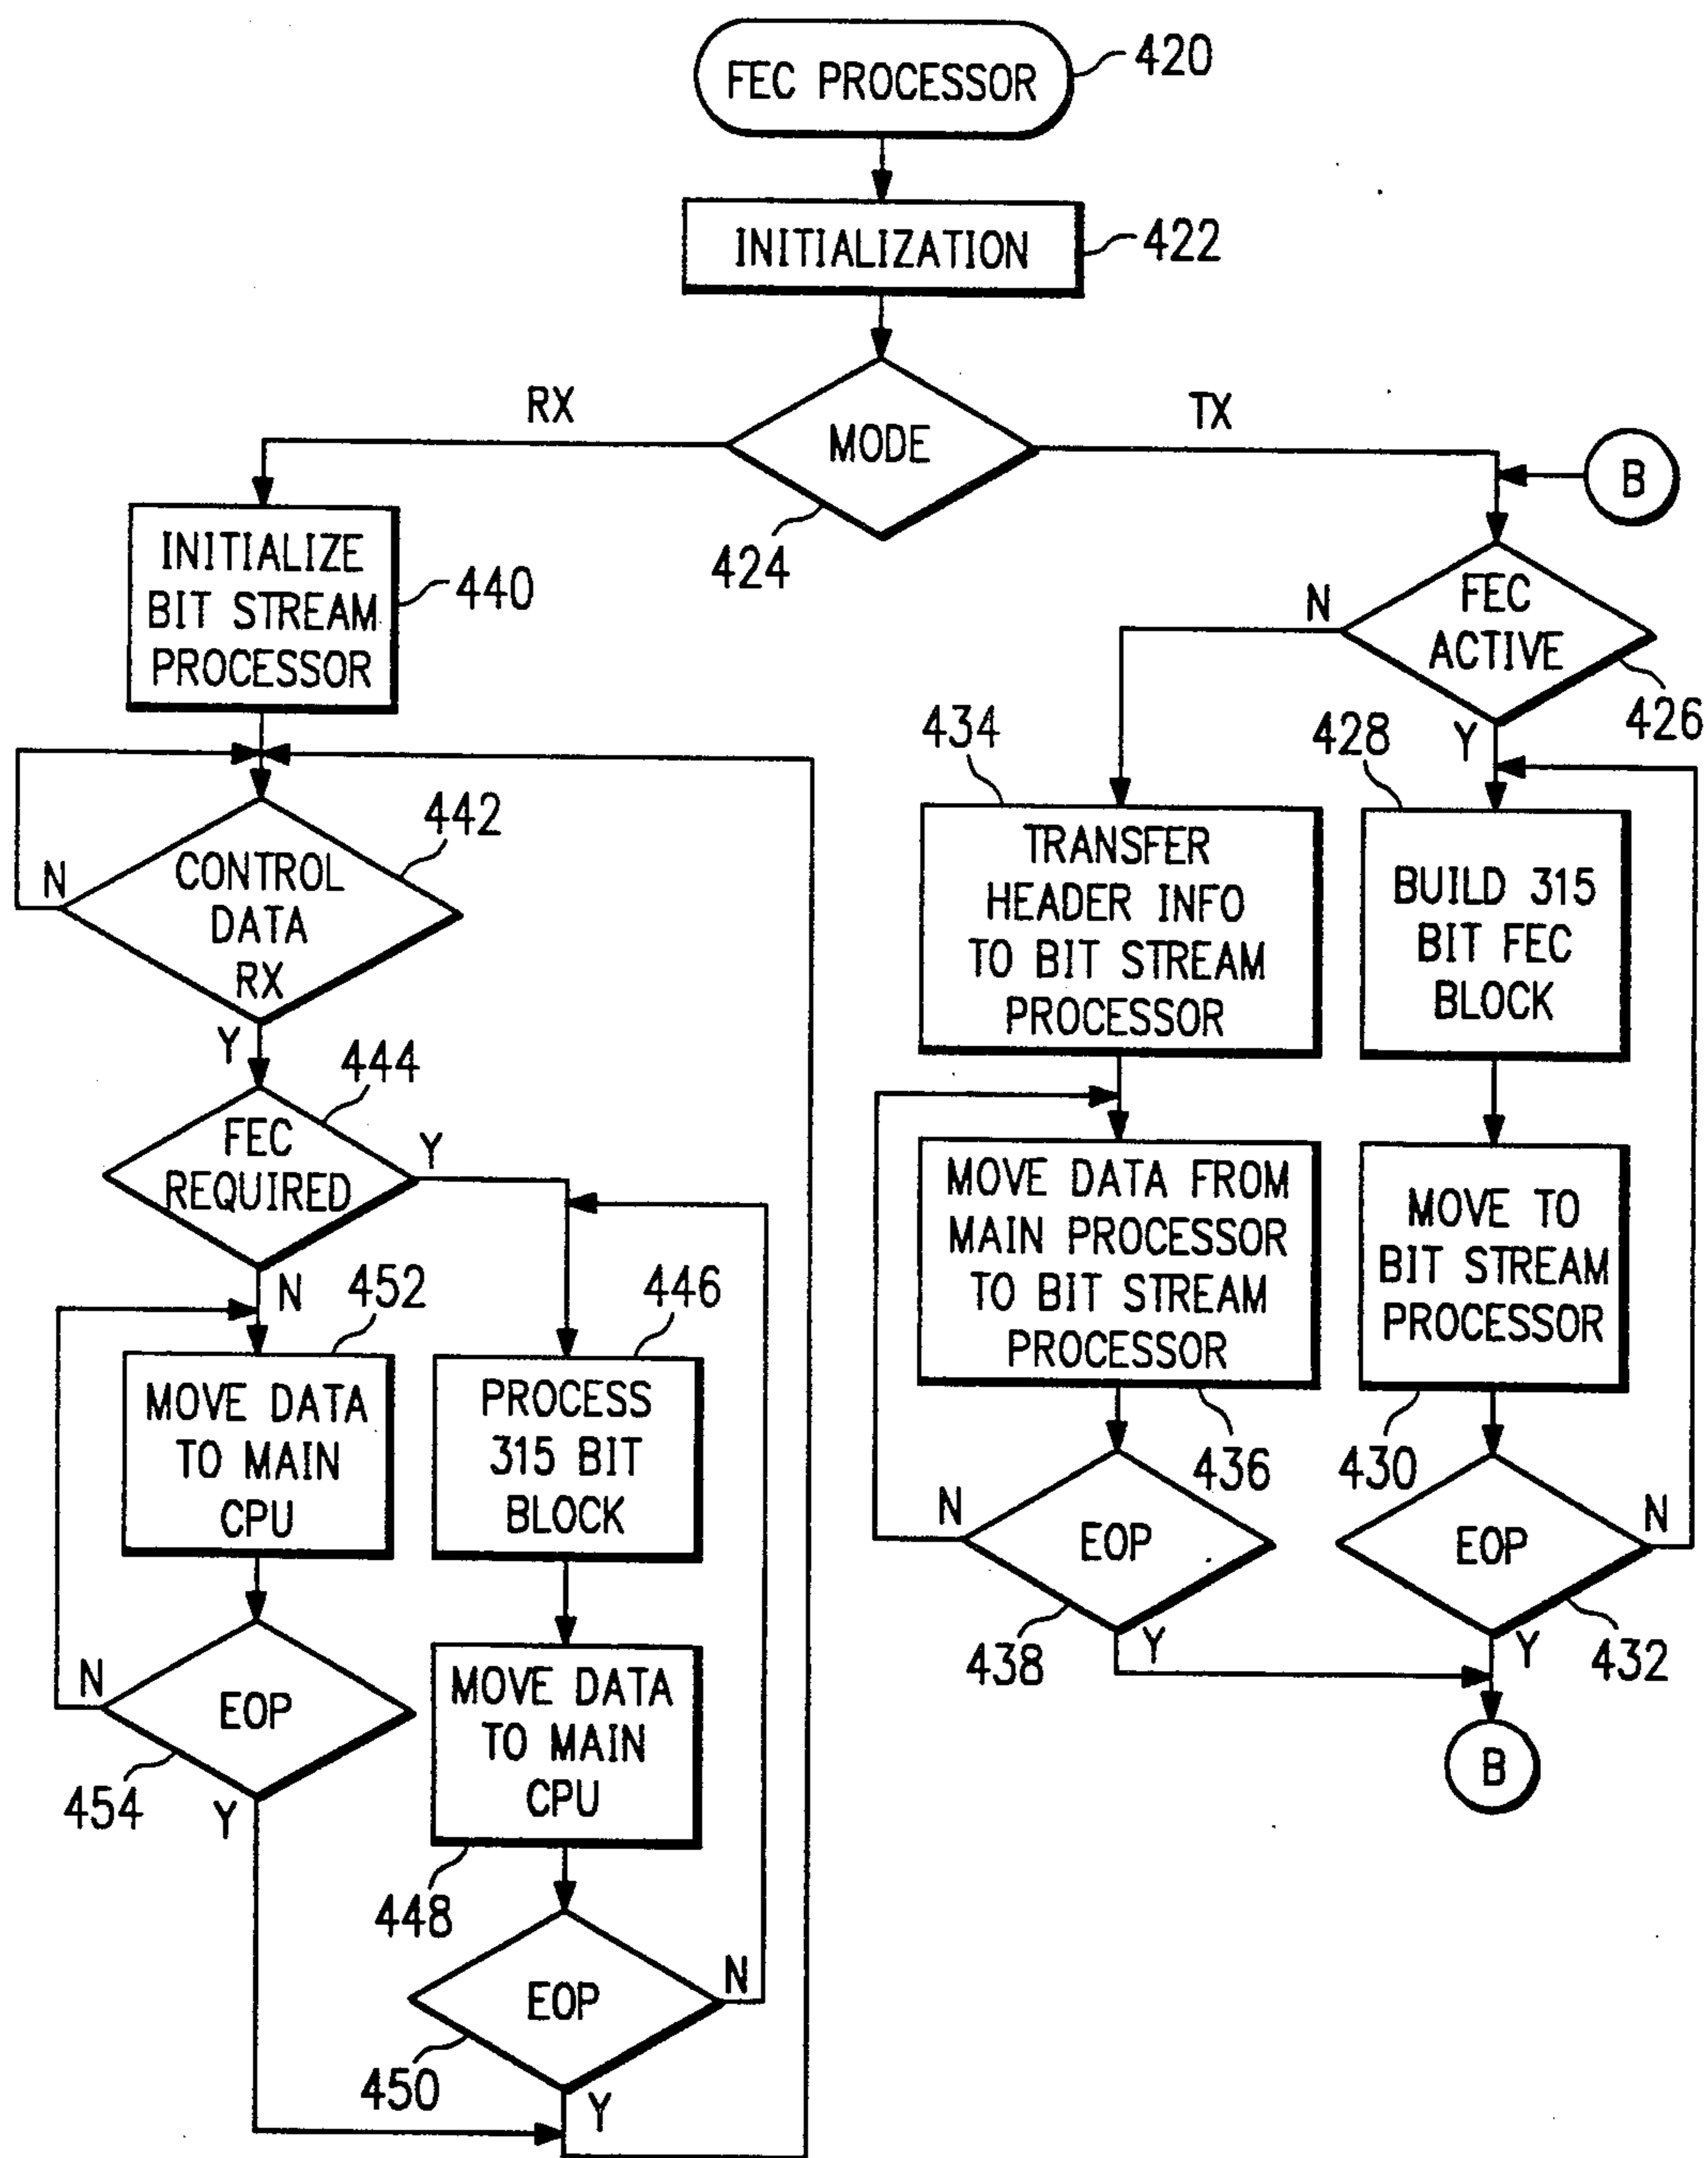 FEC PROCESSOR
420
INITIALIZATION
422
RX
MODE
TX
424
B
INITIALIZE
BIT STREAM
PROCESSOR
440
N
FEC
ACTIVE
426
Y
442
CONTROL
DATA
RX
N
Y
434
TRANSFER
HEADER INFO
TO BIT STREAM
PROCESSOR
428
BUILD 315
BIT FEC
BLOCK
444
FEC
REQUIRED
Y
N
MOVE DATA FROM
MAIN PROCESSOR
TO BIT STREAM
PROCESSOR
436
MOVE TO
BIT STREAM
PROCESSOR
430
452
MOVE DATA
TO MAIN
CPU
446
PROCESS
315 BIT
BLOCK
N
EOP
438
Y
EOP
N
432
Y
B
N
EOP
454
Y
MOVE DATA
TO MAIN
CPU
448
EOP
N
450
Y